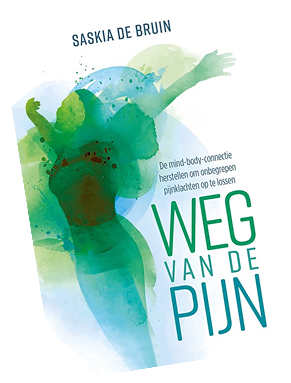 SASKIA DE BRUIN
De mind-body-connectie
herstellen om onbegrepen
pijnklachten op te lossen
WEG
VAN DE
PIJN